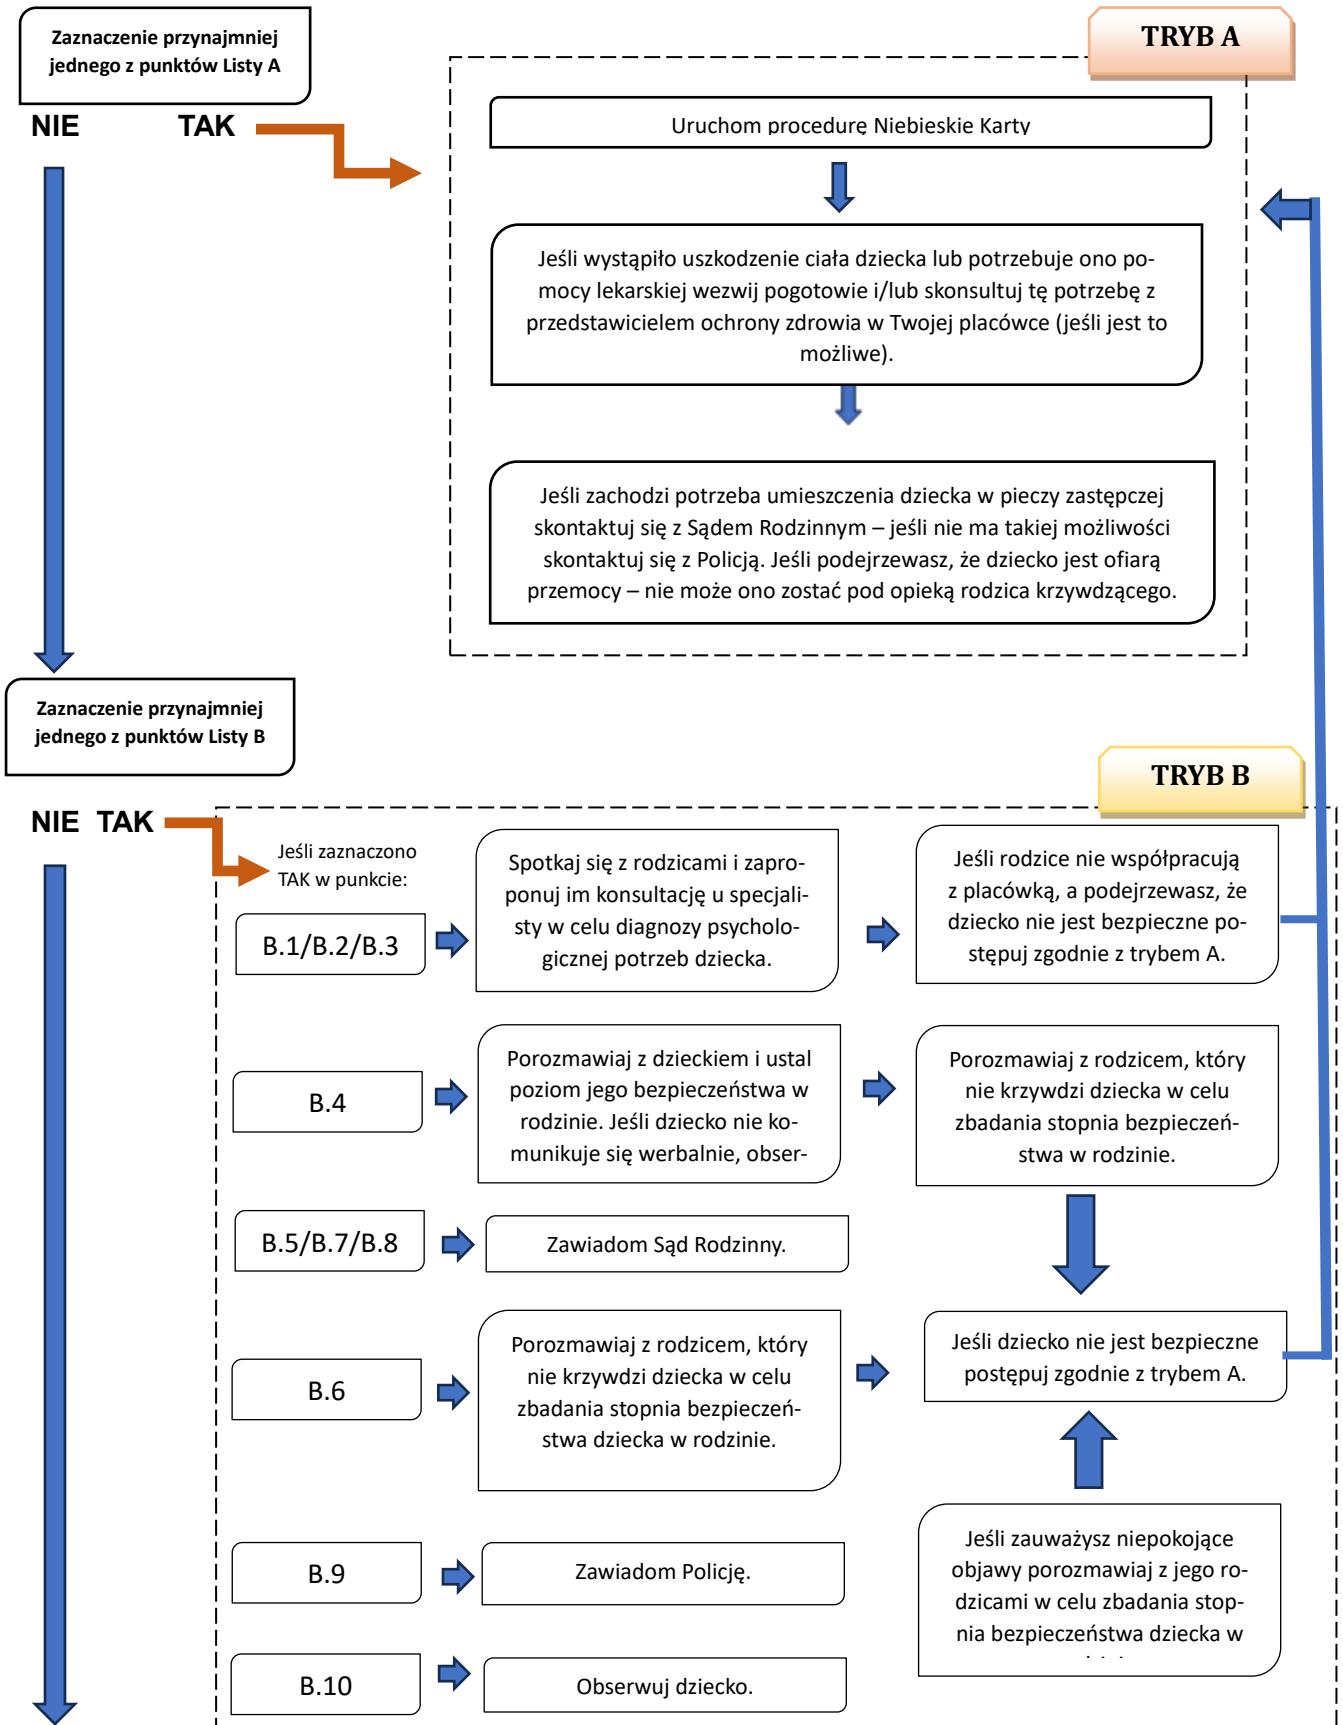 Zaznaczenie przynajmniej
jednego z punktów Listy A
NIE TAK
TRYB A
Uruchom procedurę Niebieskie Karty
Jeśli wystąpiło uszkodzenie ciała dziecka lub potrzebuje ono po-
mocy lekarskiej wezwij pogotowie i/lub skonsultuj tę potrzebę z
przedstawicielem ochrony zdrowia w Twojej placówce (jeśli jest to
możliwe).
Jeśli zachodzi potrzeba umieszczenia dziecka w pieczy zastępczej
skontaktuj się z Sądem Rodzinnym – jeśli nie ma takiej możliwości
skontaktuj się z Policją. Jeśli podejrzewasz, że dziecko jest ofiarą
przemocy – nie może ono zostać pod opieką rodzica krzywdzącego.
Zaznaczenie przynajmniej
jednego z punktów Listy B
NIE TAK
TRYB B
Jeśli zaznaczono
TAK w punkcie:
B.1/B.2/B.3
Spotkaj się z rodzicami i zapro-
ponuj im konsultację u specjali-
sty w celu diagnozy psycholo-
gicznej potrzeb dziecka.
Jeśli rodzice nie współpracują
z placówką, a podejrzewasz, że
dziecko nie jest bezpieczne po-
stępuj zgodnie z trybem A.
B.4
Porozmawiaj z dzieckiem i ustal
poziom jego bezpieczeństwa w
rodzinie. Jeśli dziecko nie ko-
munikuje się werbalnie, obser-
Porozmawiaj z rodzicem, który
nie krzywdzi dziecka w celu
zbadania stopnia bezpieczeń-
stwa w rodzinie.
B.5/B.7/B.8
Zawiadom Sąd Rodzinny.
B.6
Porozmawiaj z rodzicem, który
nie krzywdzi dziecka w celu
zbadania stopnia bezpieczeń-
stwa dziecka w rodzinie.
Jeśli dziecko nie jest bezpieczne
postępuj zgodnie z trybem A.
B.9
Zawiadom Policję.
Jeśli zauważysz niepokojące
objawy porozmawiaj z jego ro-
dzicami w celu zbadania stop-
nia bezpieczeństwa dziecka w
B.10
Obserwuj dziecko.